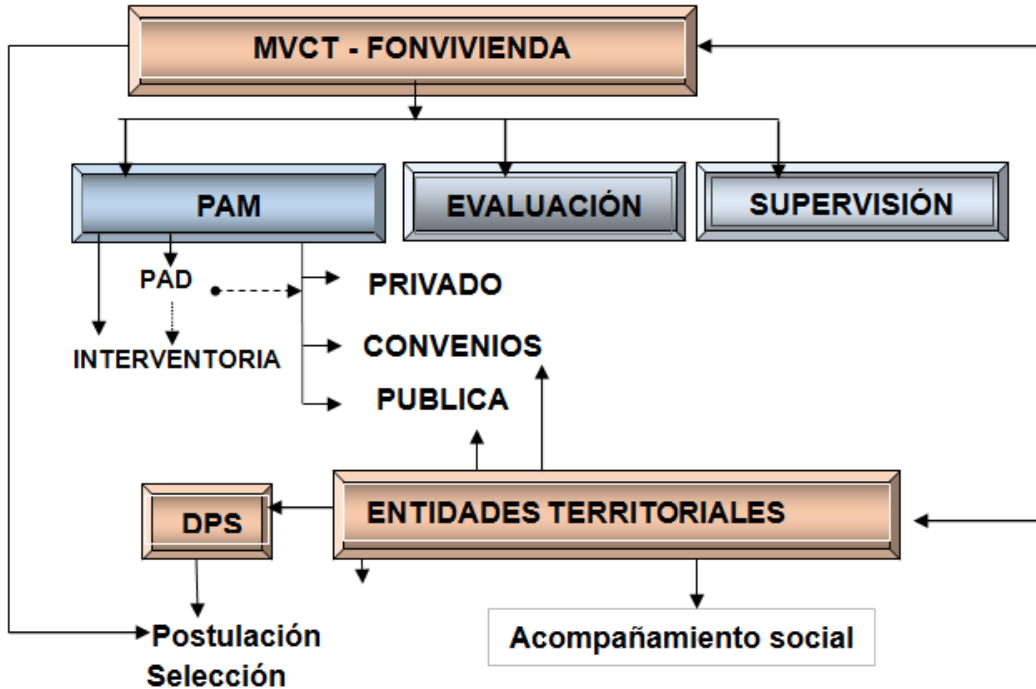 MVCT - FONVIVIENDA
PAM
EVALUACIÓN
SUPERVISIÓN
PAD
PRIVADO
INTERVENTORIA
CONVENIOS
PUBLICA
DPS
ENTIDADES TERRITORIALES
Postulación
Selección
Acompañamiento social